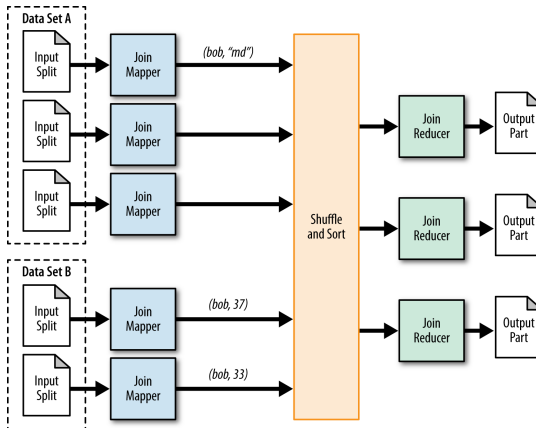 Data Set A
Input
Split
Join
Mapper
(bob, “md”)
Input
Split
Join
Mapper
Input
Split
Join
Mapper
Data Set B
Input
Split
Join
Mapper
(bob, 37)
Input
Split
Join
Mapper
(bob, 33)
Shuffle
and Sort
Join
Reducer
Output
Part
Join
Reducer
Output
Part
Join
Reducer
Output
Part